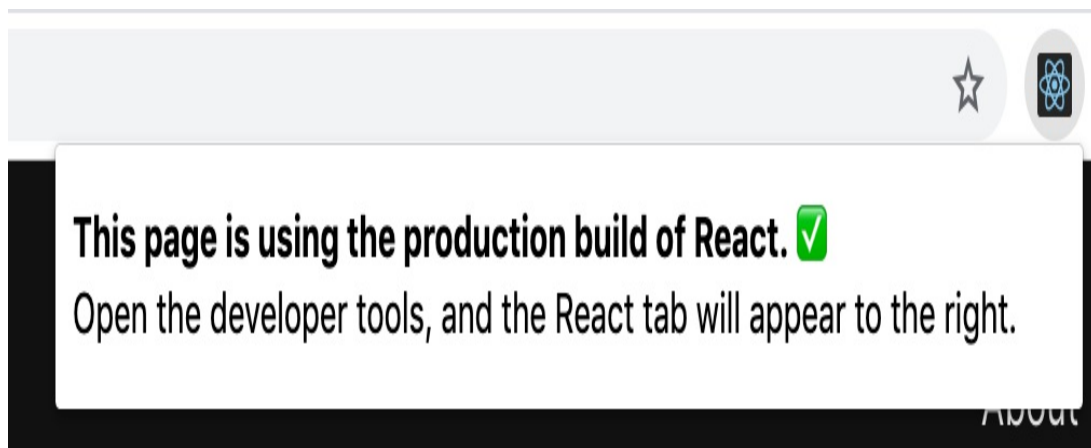 This page is using the production build of React. ✅
Open the developer tools, and the React tab will appear to the right.
About